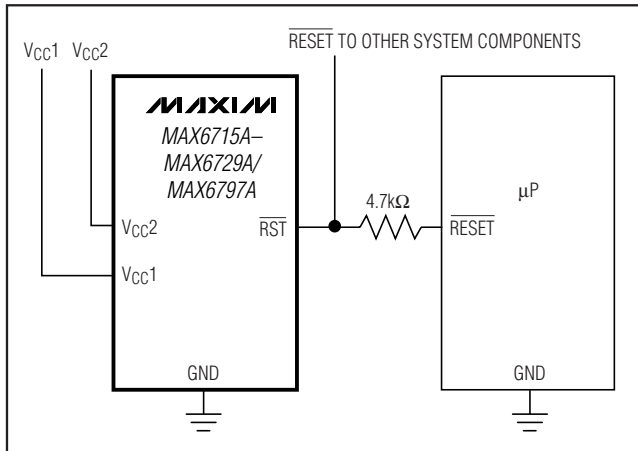 RESET TO OTHER SYSTEM COMPONENTS
VCC1 VCC2
MAXIM
MAX6715A–
MAX6729A/
MAX6797A
4.7kΩ
μP
VCC2
RST
RESET
VCC1
GND
GND